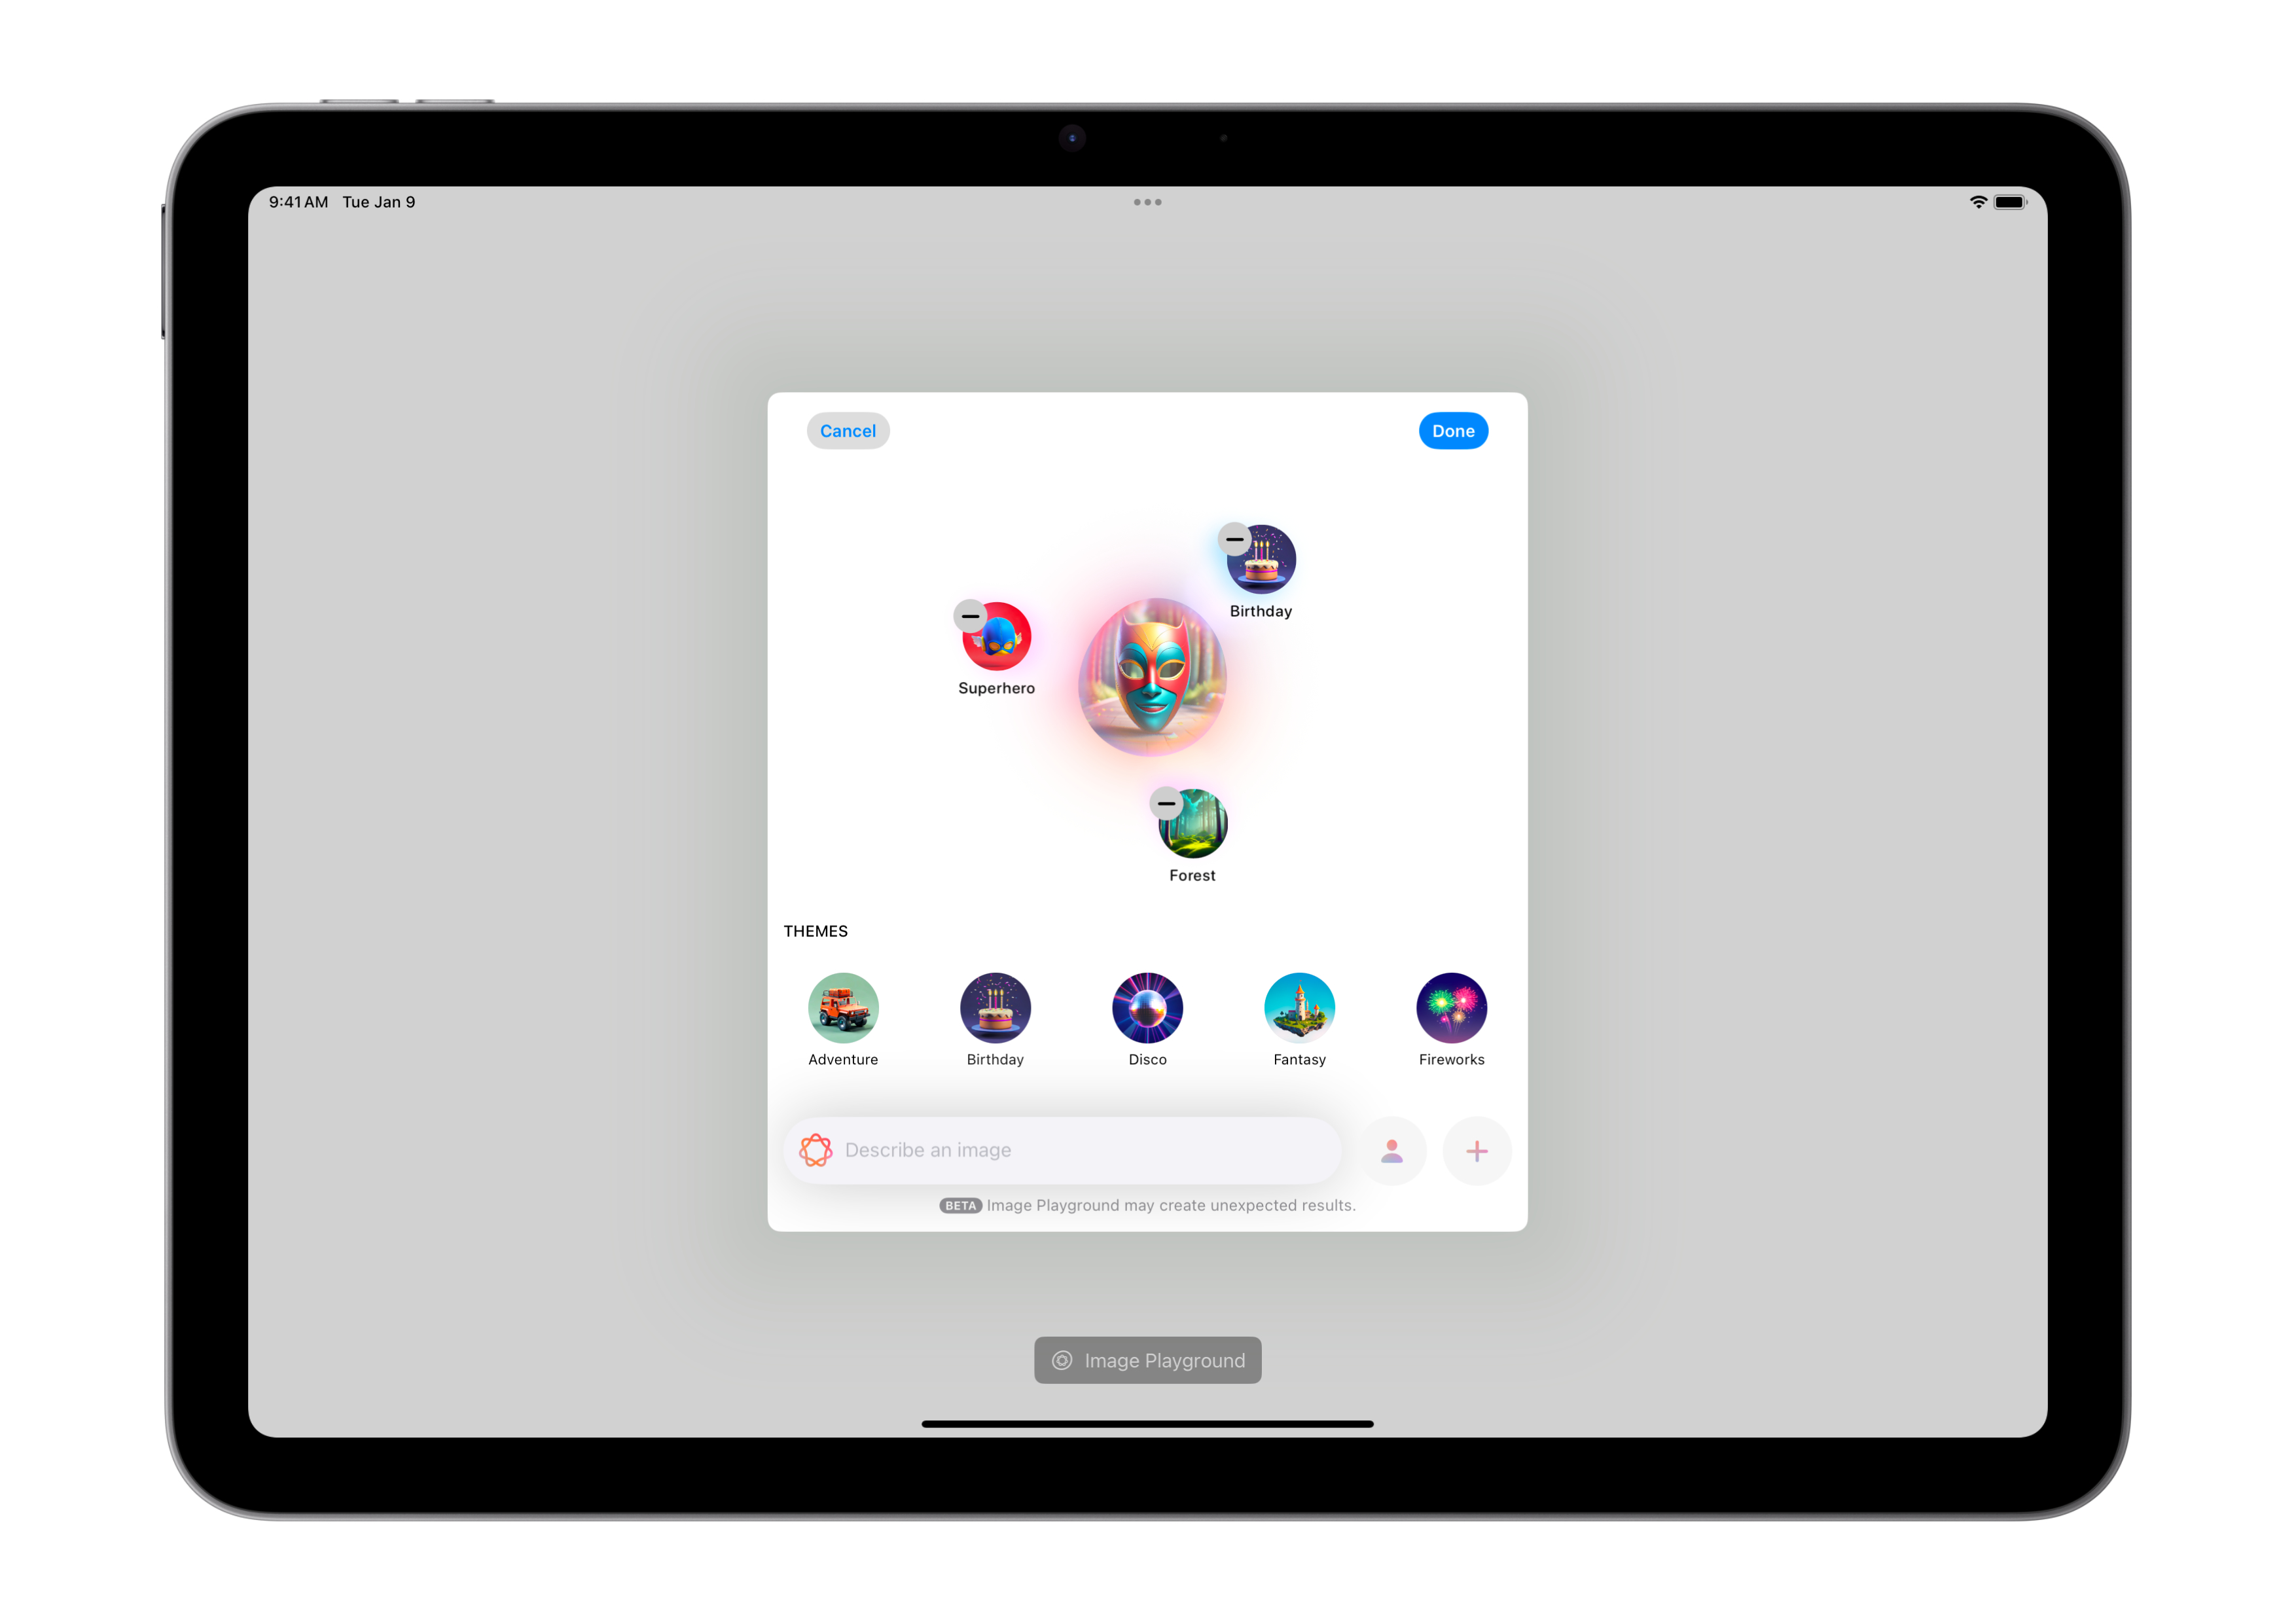 9:41 AM Tue Jan 9
Cancel
Done
Birthday
Superhero
Forest
THEMES
Adventure
Birthday
Disco
Fantasy
Fireworks
Describe an image
BETA Image Playground may create unexpected results.
Image Playground